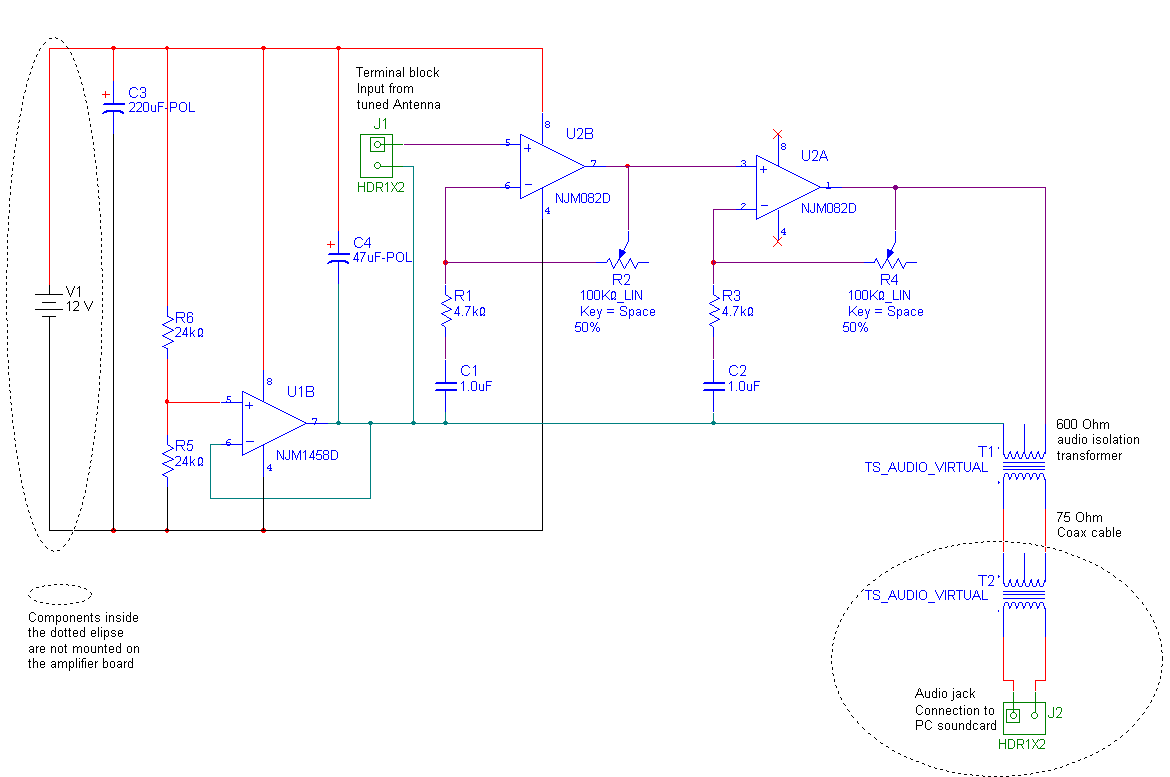 Terminal block
Input from
tuned Antenna
J1
HDR1X2
+
C3
220uF-POL
8
5
+
U2B
7
6
−
NJM082D
4
8
3
+
U2A
1
2
−
NJM082D
4
+
C4
47uF-POL
V1
12 V
R2
100KΩ_LIN
Key = Space
50%
R4
100KΩ_LIN
Key = Space
50%
R1
4.7kΩ
R3
4.7kΩ
R6
24kΩ
C1
1.0uF
C2
1.0uF
8
U1B
5
+
7
6
−
NJM1458D
4
R5
24kΩ
600 Ohm
audio isolation
transformer
T1
TS_AUDIO_VIRTUAL
75 Ohm
Coax cable
T2
TS_AUDIO_VIRTUAL
Components inside
the dotted elipse
are not mounted on
the amplifier board
Audio jack
Connection to
PC soundcard
J2
HDR1X2